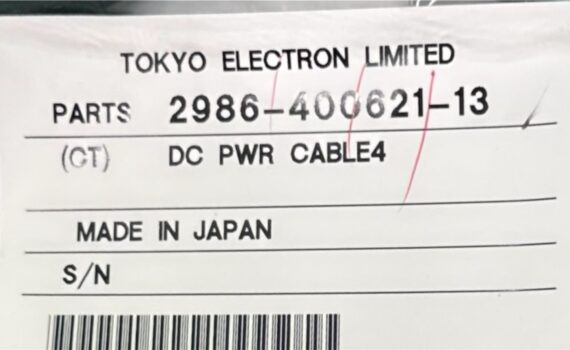 TOKYO ELECTRON LIMITED
PARTS 2986-400621-13
(CT) DC PWR CABLE4
MADE IN JAPAN
S/N